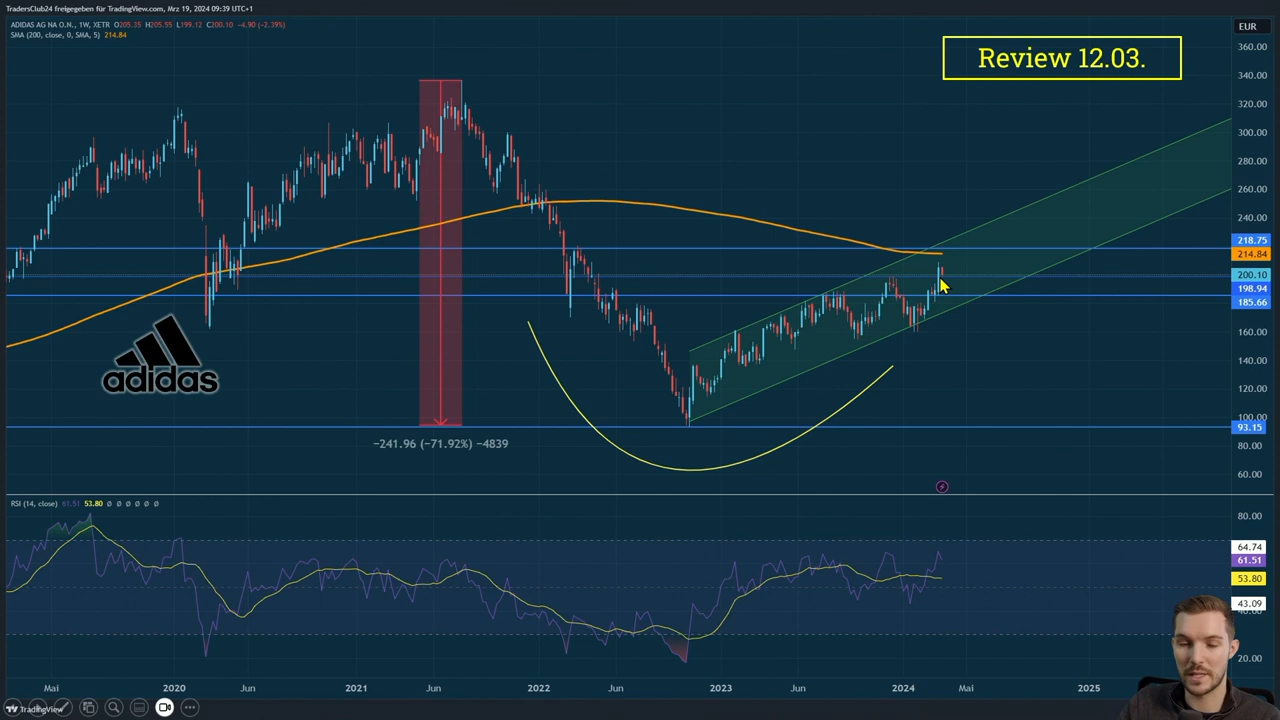 TradersClub24 freigegeben für TradingView.com, Mrz 19, 2024 09:39 UTC+1
ADIDAS AG NA O.N., 1W, XETR O205.35 H205.55 L199.12 C200.10 −4.90 (−2.39%)
SMA (200, close, 0, SMA, 5) 214.84
EUR
Review 12.03.
360.00
340.00
320.00
300.00
280.00
260.00
240.00
218.75
214.84
200.10
198.94
185.66
160.00
140.00
120.00
100.00
93.15
80.00
60.00
adidas
−241.96 (−71.92%) −4839
RSI (14, close) 61.51 53.80 Ø Ø Ø Ø Ø Ø
80.00
64.74
61.51
53.80
43.09
20.00
Mai 2020 Jun 2021 Jun 2022 Jun 2023 Jun 2024 Mai 2025
TradingView